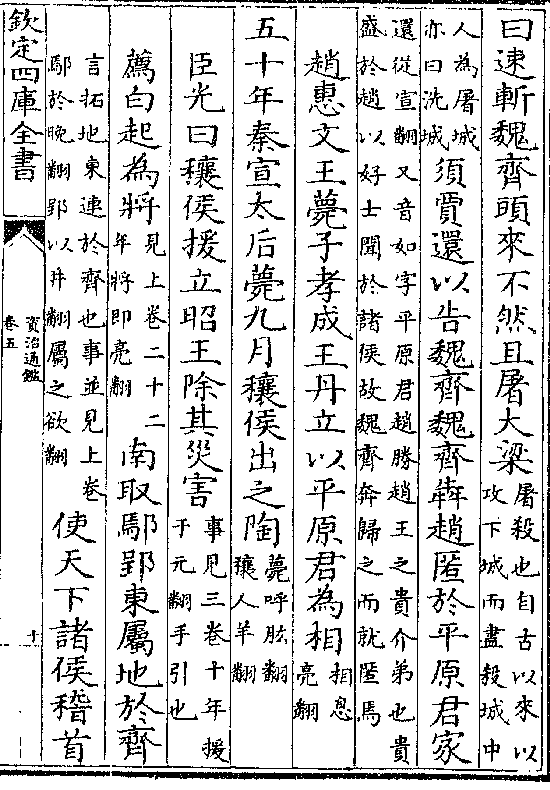 曰速斬魏齊頭來不然且屠大梁
屠殺也自古以來以
攻下城而盡殺城中
人為屠城
亦曰洗城
須賈還以告魏齊魏齊犇趙匿於平原君家
還從宣翻又音如字平原君趙勝趙王之貴介弟也貴
盛於趙以好士聞於諸侯故魏齊奔歸之而就匿焉
趙惠文王薨子孝成王丹立以平原君為相
相息
亮翻
五十年秦宣太后薨九月穰侯出之陶
薨呼肱翻
穰人羊翻
臣光曰穰侯援立昭王除其災害
事見三卷十年援
于元翻手引也
薦白起為將
見上卷二十二
年將即亮翻
南取鄢郢東屬地於齊
言拓地東連於齊也事並見上卷
鄢於晚翻郢以井翻屬之欲翻
使天下諸侯稽首
欽定四庫全書
資治通鑑
卷五
十